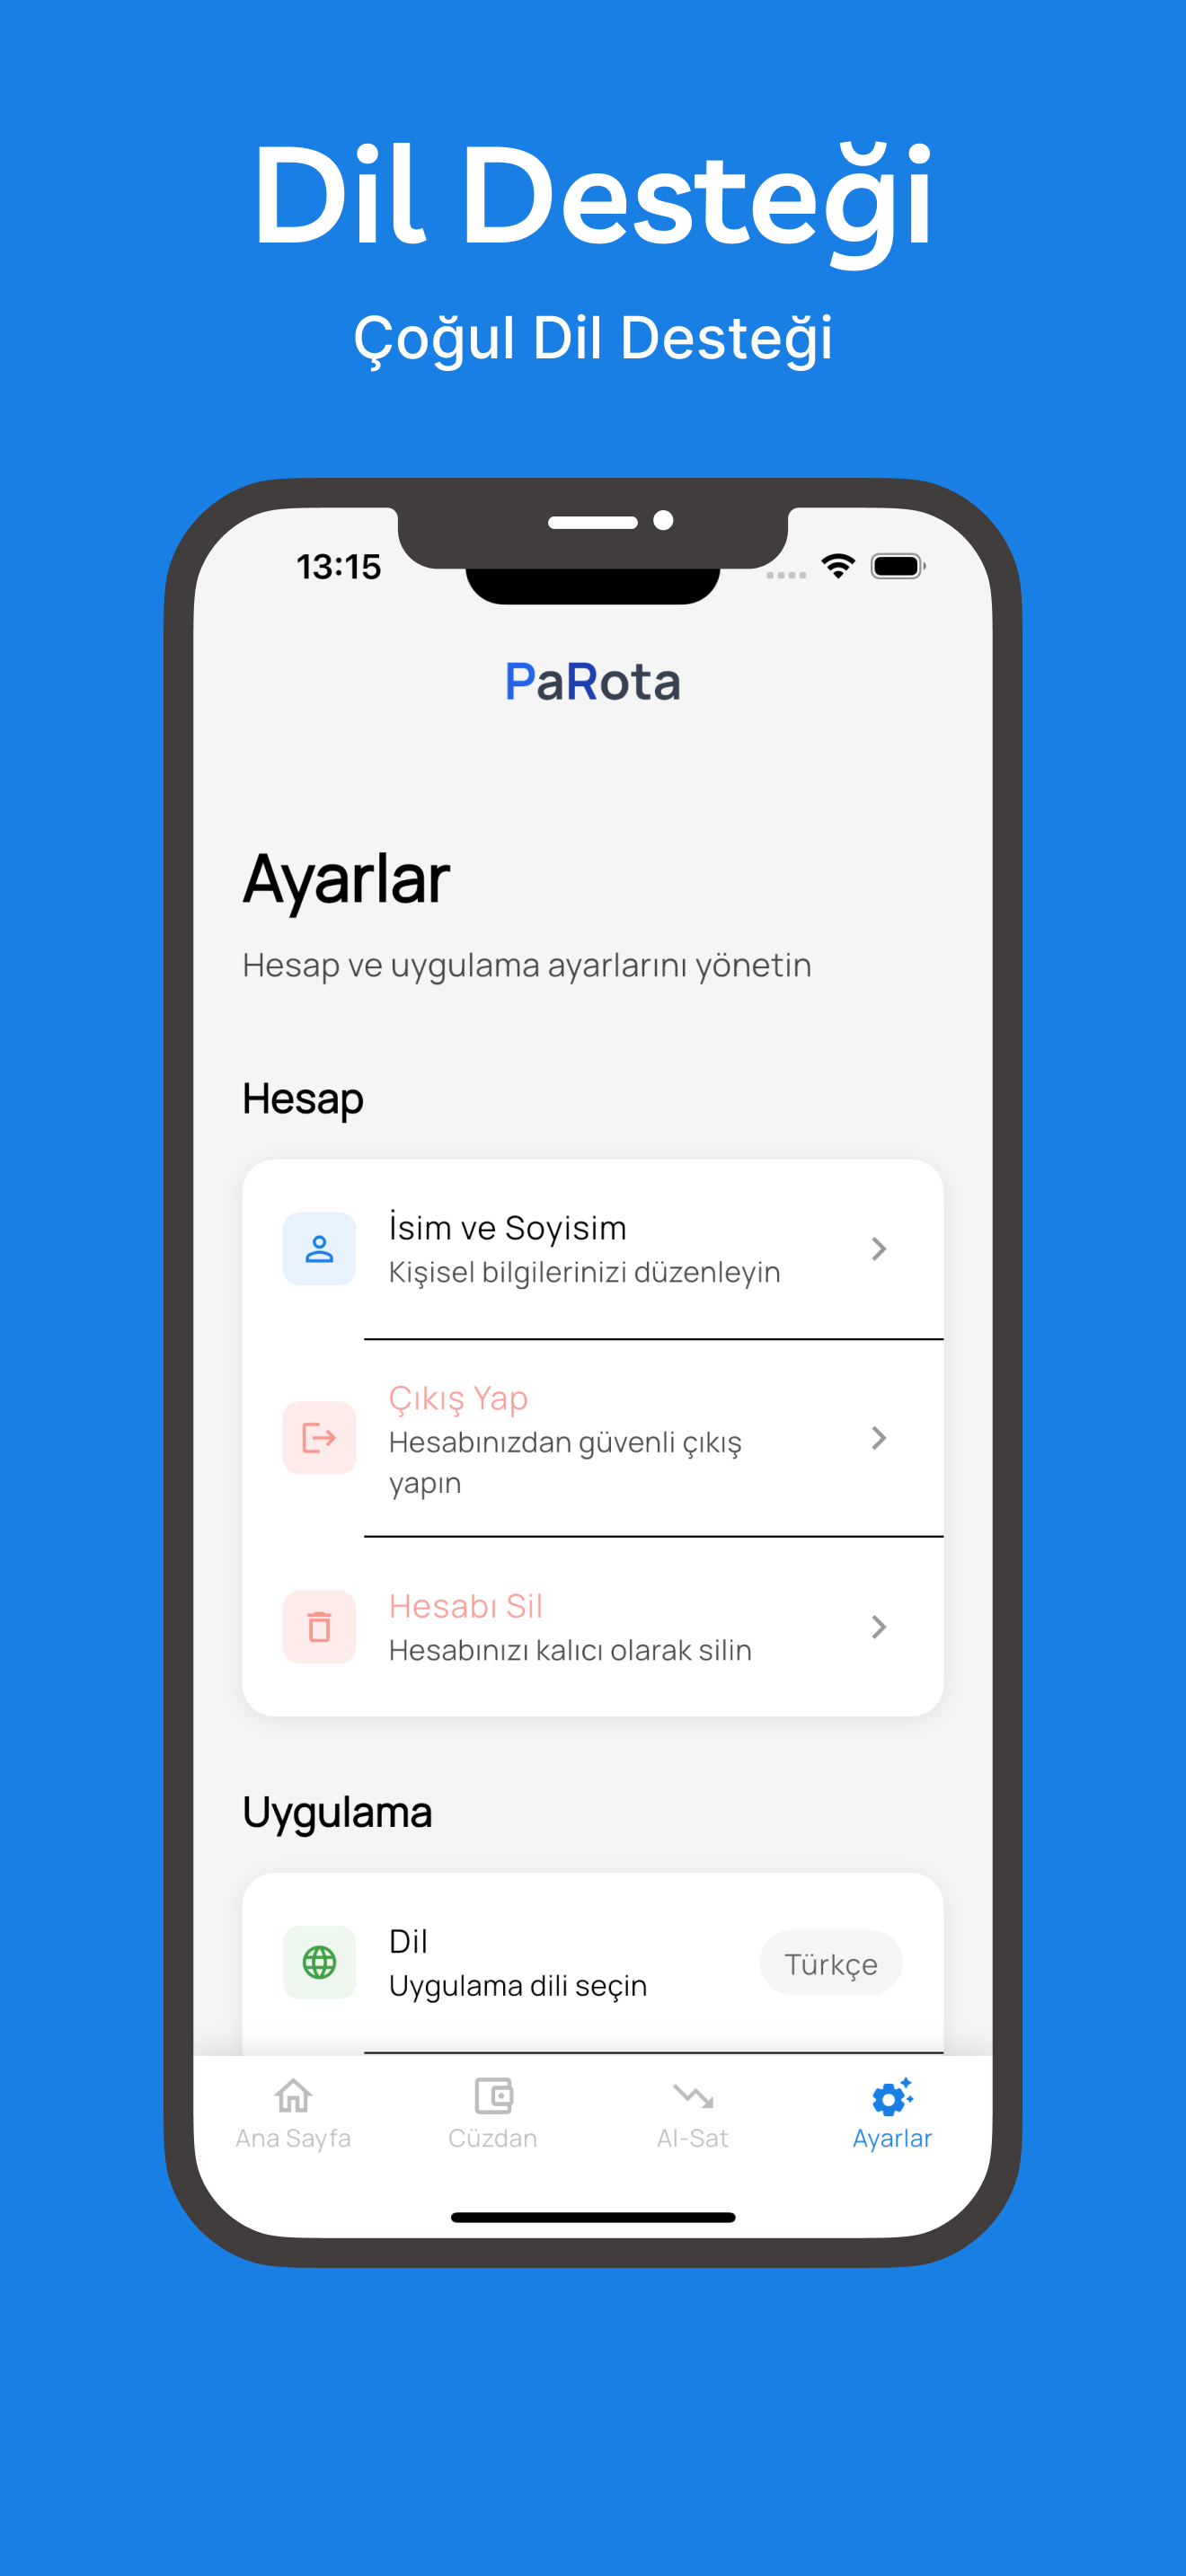 Dil Desteği
Çoğul Dil Desteği
13:15
PaRota
Ayarlar
Hesap ve uygulama ayarlarını yönetin
Hesap
İsim ve Soyisim
Kişisel bilgilerinizi düzenleyin
Çıkış Yap
Hesabınızdan güvenli çıkış
yapın
Hesabı Sil
Hesabınızı kalıcı olarak silin
Uygulama
Dil
Uygulama dili seçin
Türkçe
Ana Sayfa
Cüzdan
Al-Sat
Ayarlar